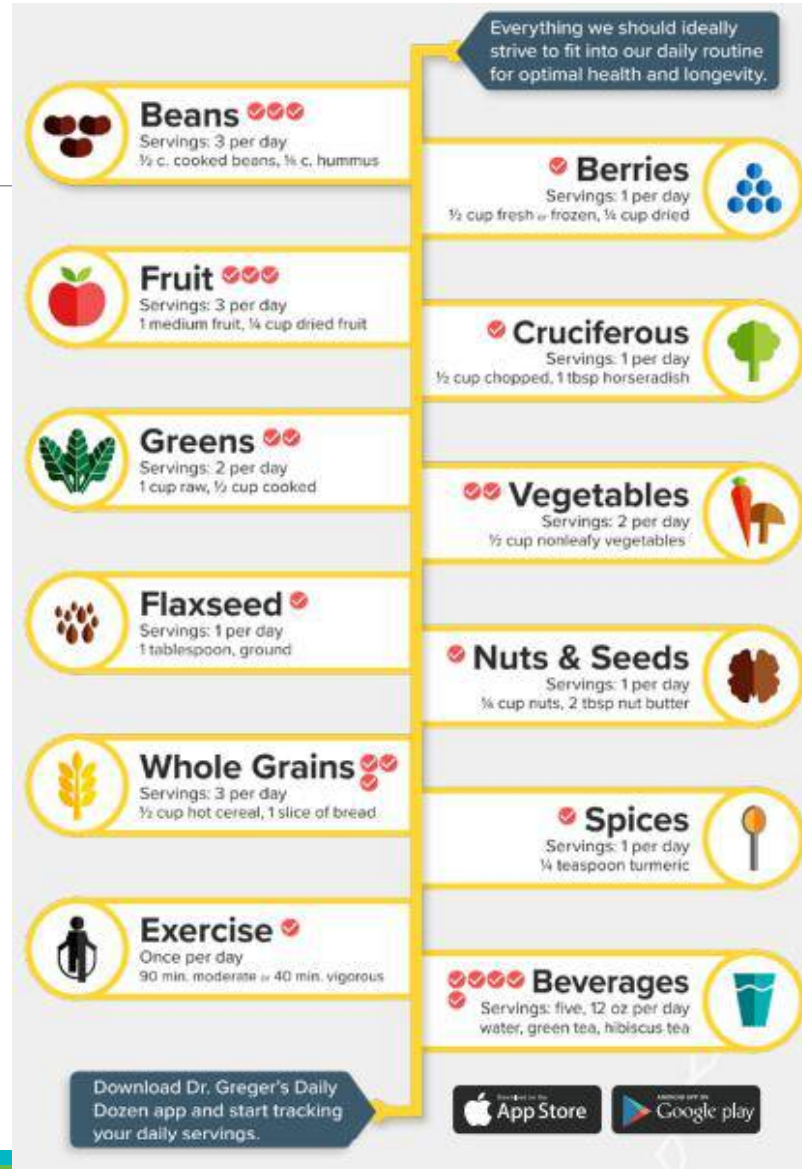 Everything we should ideally
strive to fit into our daily routine
for optimal health and longevity.
Beans
Servings: 3 per day
½ c. cooked beans, ¼ c. hummus
Berries
Servings: 1 per day
½ cup fresh or frozen, ¼ cup dried
Fruit
Servings: 3 per day
1 medium fruit, ¼ cup dried fruit
Cruciferous
Servings: 1 per day
½ cup chopped, 1 tbsp horseradish
Greens
Servings: 2 per day
1 cup raw, ½ cup cooked
Vegetables
Servings: 2 per day
½ cup nonleafy vegetables
Flaxseed
Servings: 1 per day
1 tablespoon, ground
Nuts & Seeds
Servings: 1 per day
¼ cup nuts, 2 tbsp nut butter
Whole Grains
Servings: 3 per day
½ cup hot cereal, 1 slice of bread
Spices
Servings: 1 per day
¼ teaspoon turmeric
Exercise
Once per day
90 min. moderate or 40 min. vigorous
Beverages
Servings: five, 12 oz per day
water, green tea, hibiscus tea
Download Dr. Greger's Daily
Dozen app and start tracking
your daily servings.
Download on the
App Store
ANDROID APP ON
Google play